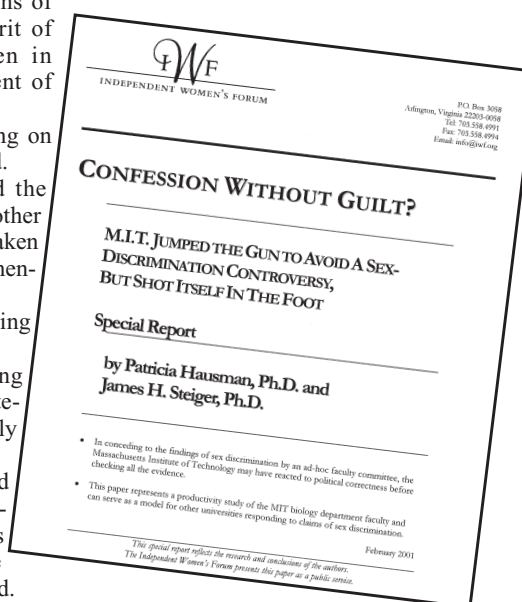 ns of
rit of
en in
ent of
ng on
d.
d the
other
aken
nen-
ing
ng
te-
ly
d
-
s
d.
IWF
INDEPENDENT WOMEN'S FORUM
P.O. Box 3058
Arlington, Virginia 22203-0058
Tel: 703.558.4991
Fax: 703.558.4994
Email: info@iwf.org
CONFESSION WITHOUT GUILT?
M.I.T. JUMPED THE GUN TO AVOID A SEX-
DISCRIMINATION CONTROVERSY,
BUT SHOT ITSELF IN THE FOOT
Special Report
by Patricia Hausman, Ph.D. and
James H. Steiger, Ph.D.
• In conceding to the findings of sex discrimination by an ad-hoc faculty committee, the
Massachusetts Institute of Technology may have reacted to political correctness before
checking all the evidence.
• This paper represents a productivity study of the MIT biology department faculty and
can serve as a model for other universities responding to claims of sex discrimination.
February 2001
This special report reflects the research and conclusions of the authors.
The Independent Women's Forum presents this paper as a public service.